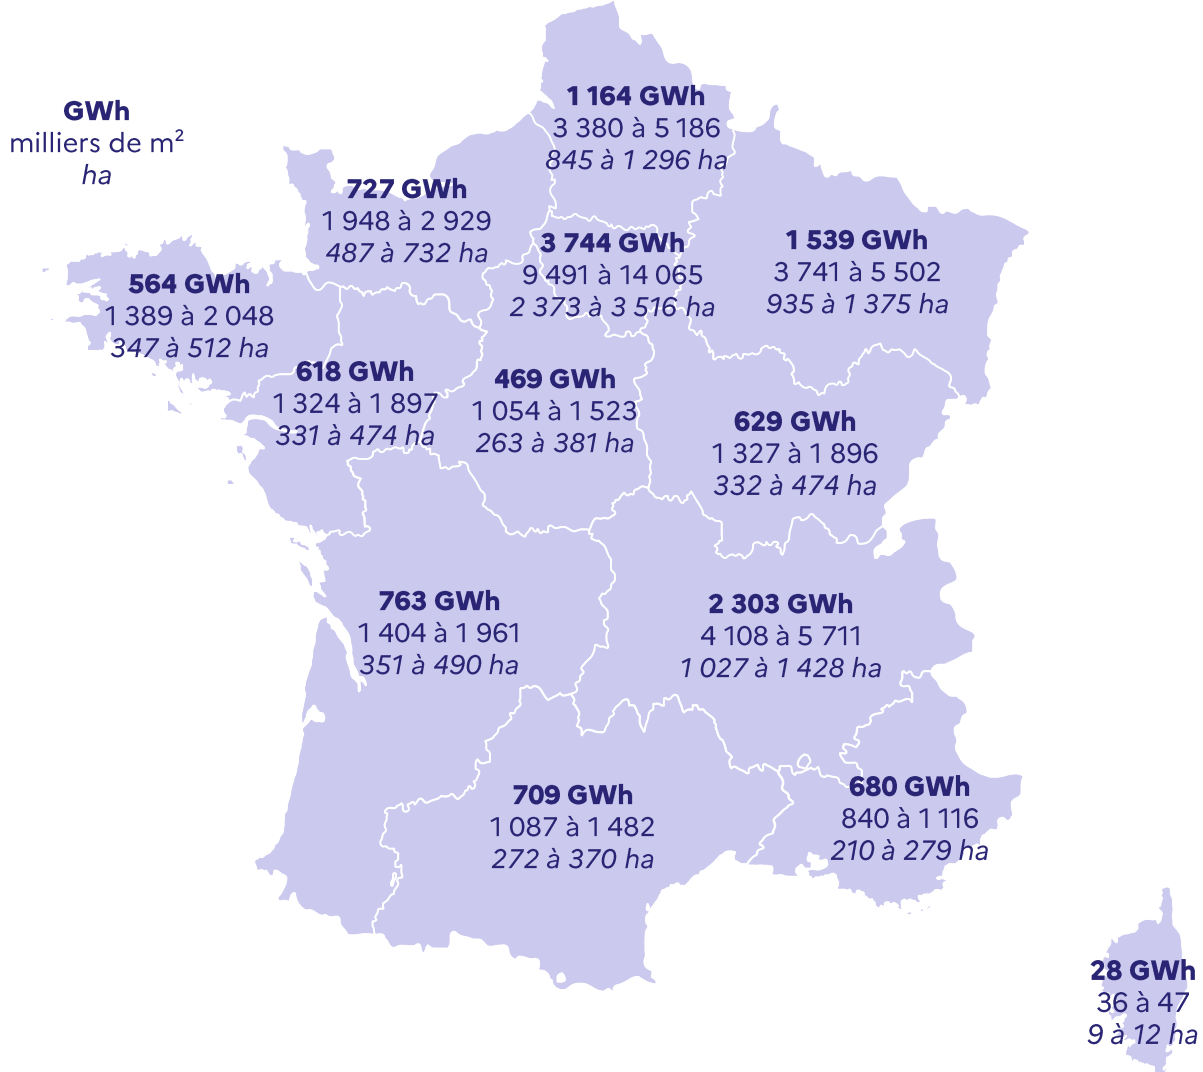 GWh
milliers de m²
ha
1 164 GWh
3 380 à 5 186
845 à 1 296 ha
727 GWh
1 948 à 2 929
487 à 732 ha
3 744 GWh
9 491 à 14 065
2 373 à 3 516 ha
1 539 GWh
3 741 à 5 502
935 à 1 375 ha
564 GWh
1 389 à 2 048
347 à 512 ha
618 GWh
1 324 à 1 897
331 à 474 ha
469 GWh
1 054 à 1 523
263 à 381 ha
629 GWh
1 327 à 1 896
332 à 474 ha
763 GWh
1 404 à 1 961
351 à 490 ha
2 303 GWh
4 108 à 5 711
1 027 à 1 428 ha
709 GWh
1 087 à 1 482
272 à 370 ha
680 GWh
840 à 1 116
210 à 279 ha
28 GWh
36 à 47
9 à 12 ha